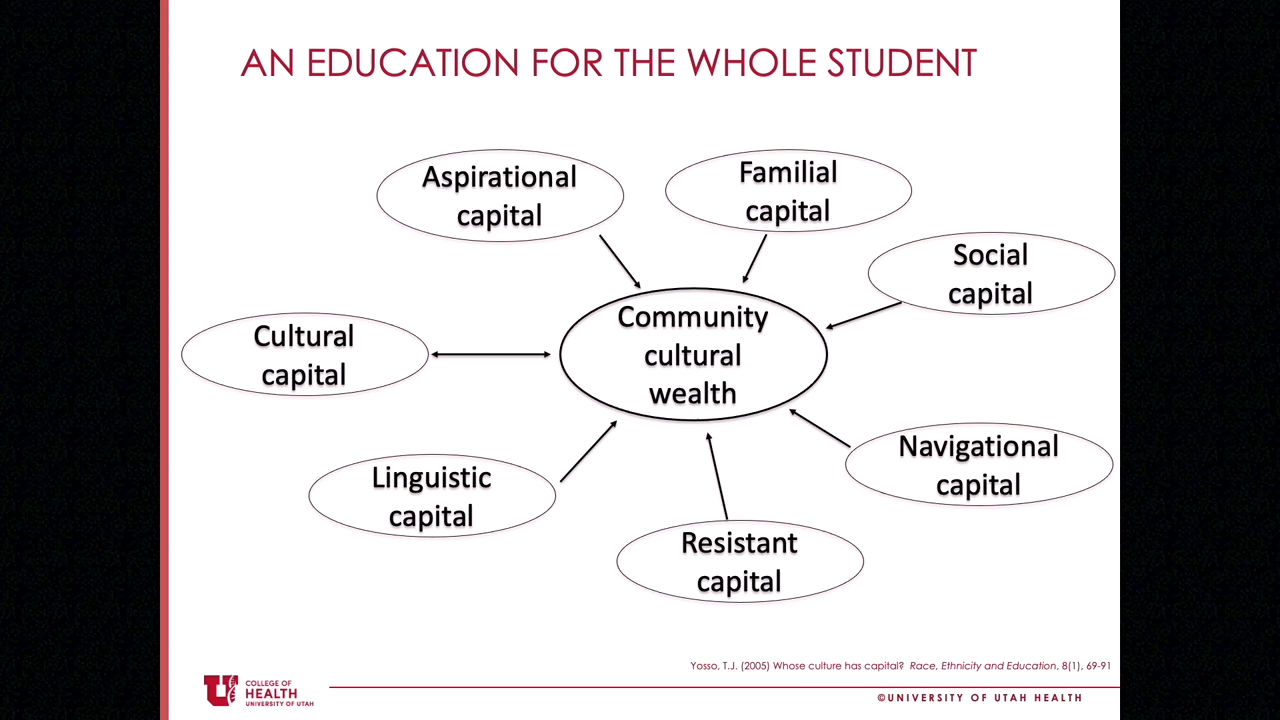 AN EDUCATION FOR THE WHOLE STUDENT
Aspirational
capital
Familial
capital
Social
capital
Cultural
capital
Community
cultural
wealth
Navigational
capital
Linguistic
capital
Resistant
capital
Yosso, T.J. (2005) Whose culture has capital? Race, Ethnicity and Education, 8(1), 69-91
U
COLLEGE OF
HEALTH
UNIVERSITY OF UTAH
©UNIVERSITY OF UTAH HEALTH